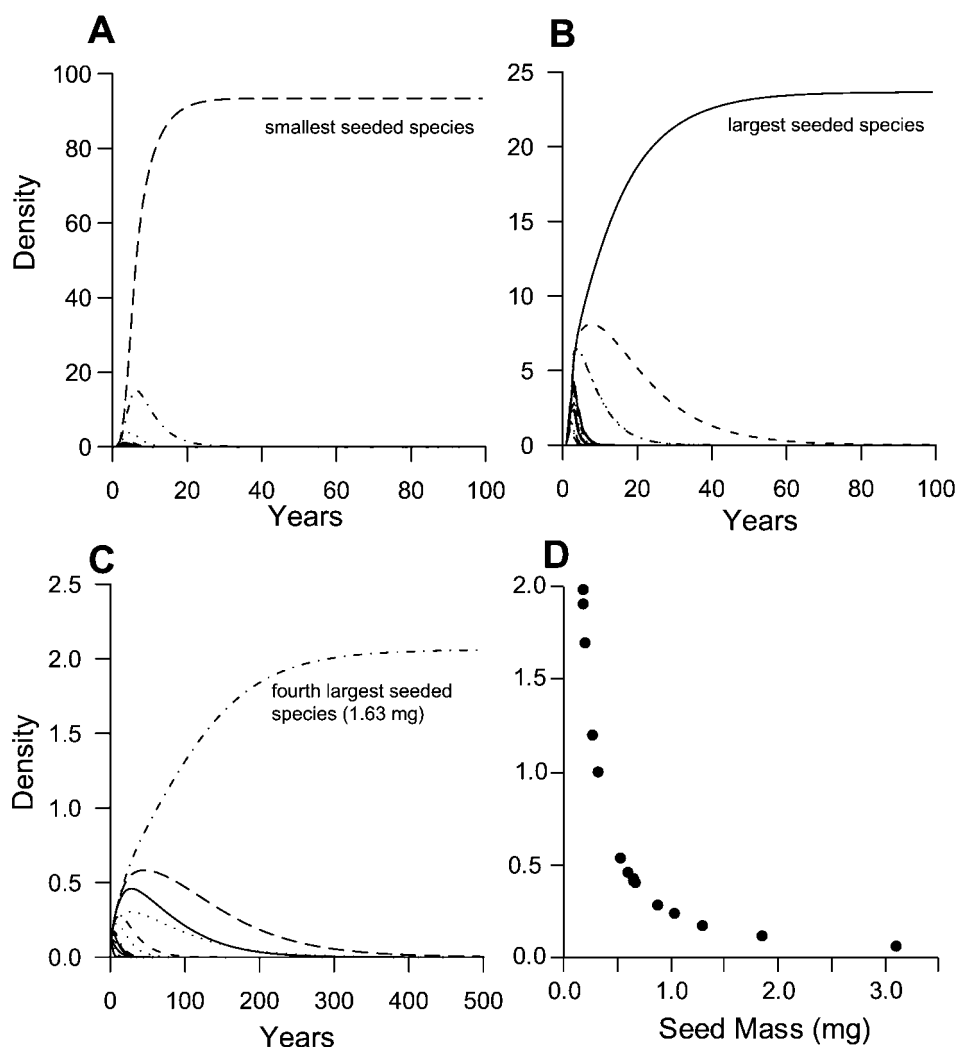 A
100
80
60
40
20
0
Density
smallest seeded species
0 20 40 60 80 100
Years
B
25
20
15
10
5
0
largest seeded species
0 20 40 60 80 100
Years
C
2.5
2.0
1.5
1.0
0.5
0.0
Density
fourth largest seeded
species (1.63 mg)
0 100 200 300 400 500
Years
D
2.0
1.5
1.0
0.5
0.0
0.0 1.0 2.0 3.0
Seed Mass (mg)